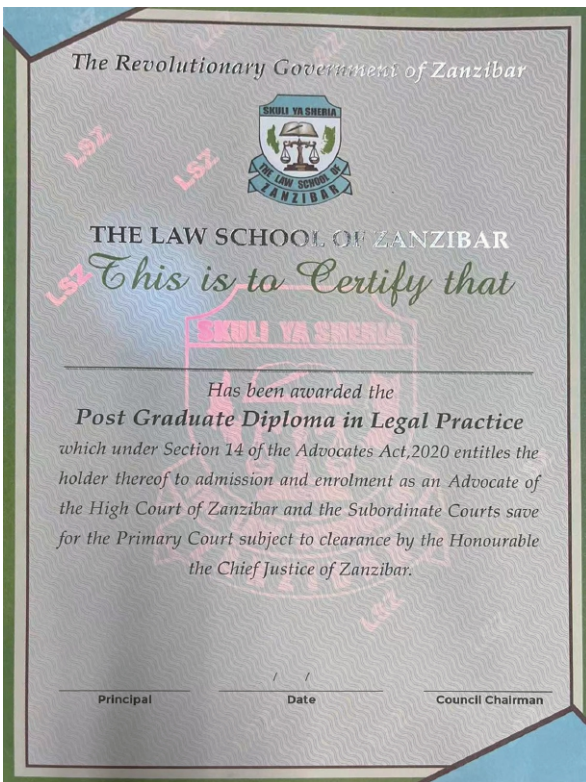 The Revolutionary Government of Zanzibar
SKULI YA SHERIA
THE LAW SCHOOL OF
ZANZIBAR
LSZ
LSZ
THE LAW SCHOOL OF ZANZIBAR
LSZ
This is to Certify that
SKULI YA SHERIA
Has been awarded the
Post Graduate Diploma in Legal Practice
which under Section 14 of the Advocates Act,2020 entitles the
holder thereof to admission and enrolment as an Advocate of
the High Court of Zanzibar and the Subordinate Courts save
for the Primary Court subject to clearance by the Honourable
the Chief Justice of Zanzibar.
LSZ
/ /
Principal Date Council Chairman